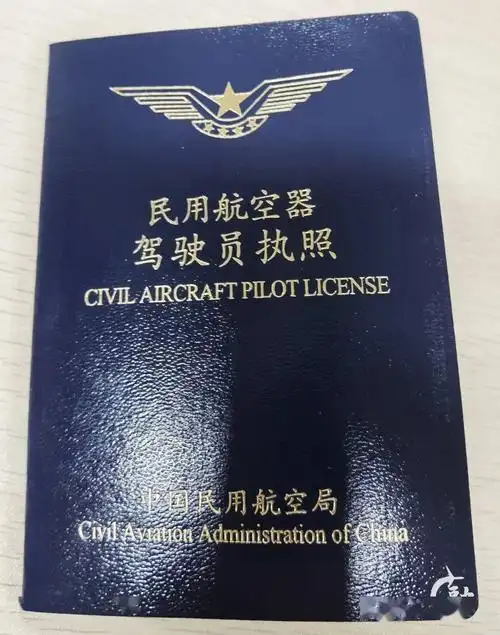 民用航空器
驾驶员执照
CIVIL AIRCRAFT PILOT LICENSE
中国民用航空局
Civil Aviation Administration of China